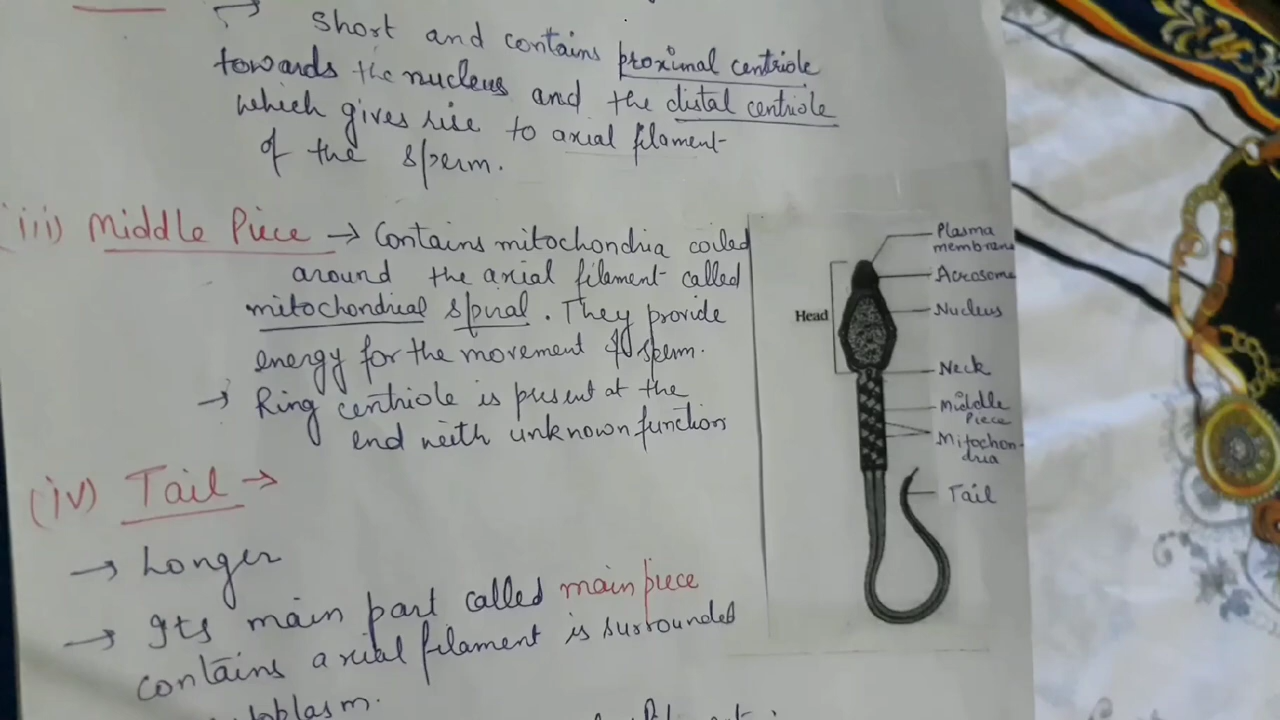 → Short and contains proximal centriole
towards the nucleus and the distal centriole
which gives rise to axial filament
of the sperm.
(iii) Middle Piece → Contains mitochondria coiled
around the axial filament called
mitochondrial spiral. They provide
energy for the movement of sperm.
→ Ring centriole is present at the
end with unknown function
(iv) Tail →
→ Longer
→ Its main part called main piece
contains axial filament is surrounded
Plasma
membrane
Acrosome
Head
Nucleus
Neck
Middle
Piece
Mitochon-
dria
Tail